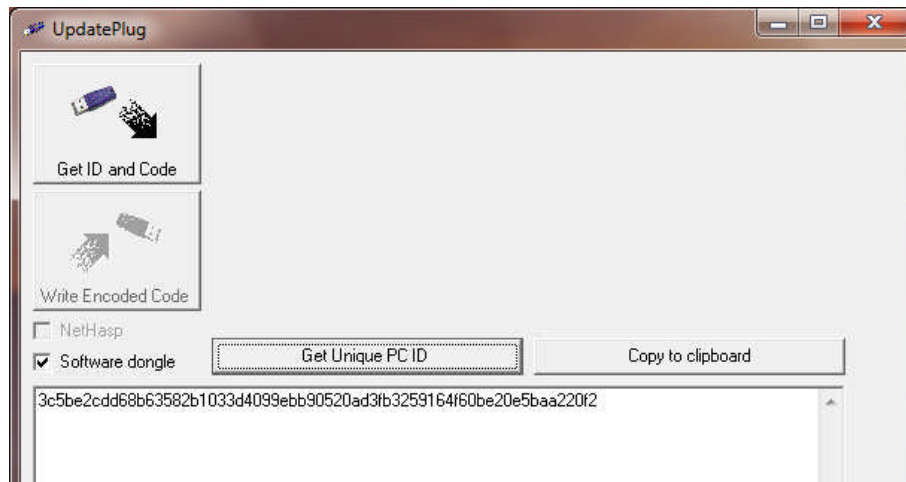 UpdatePlug
Get ID and Code
Write Encoded Code
NetHasp
Software dongle
Get Unique PC ID
Copy to clipboard
3c5be2cdd68b63582b1033d4099ebb90520ad3fb3259164f60be20e5baa220f2